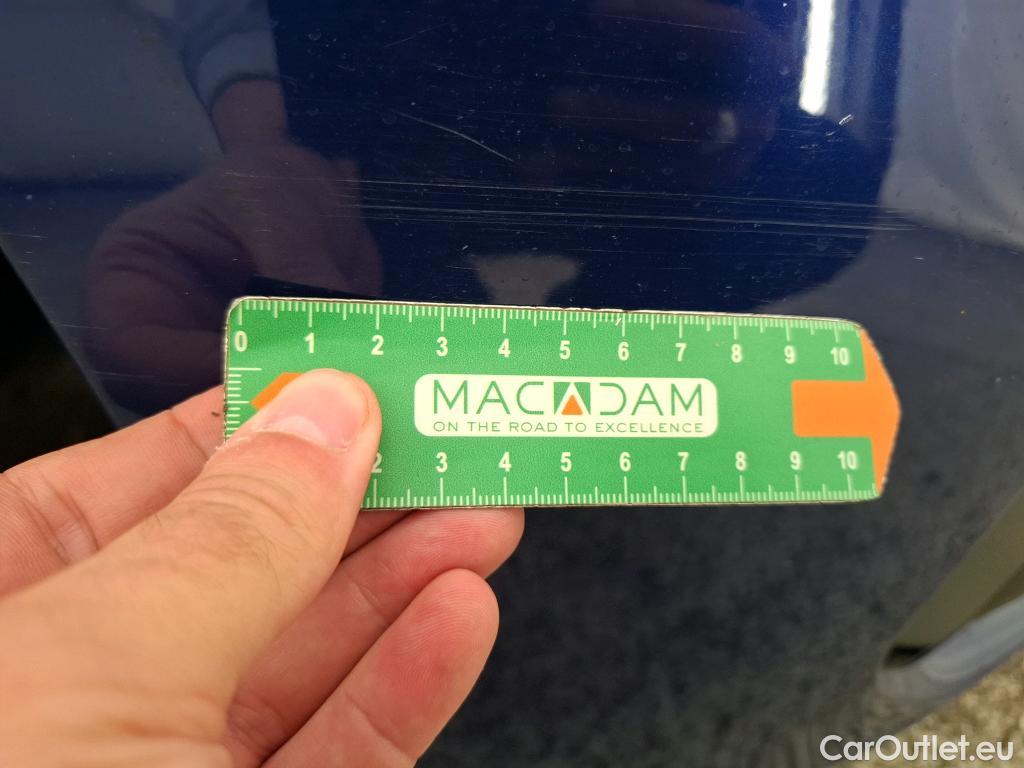 0 1 2 3 4 5 6 7 8 9 10
MACADAM
ON THE ROAD TO EXCELLENCE
2 3 4 5 6 7 8 9 10
CarOutlet.eu